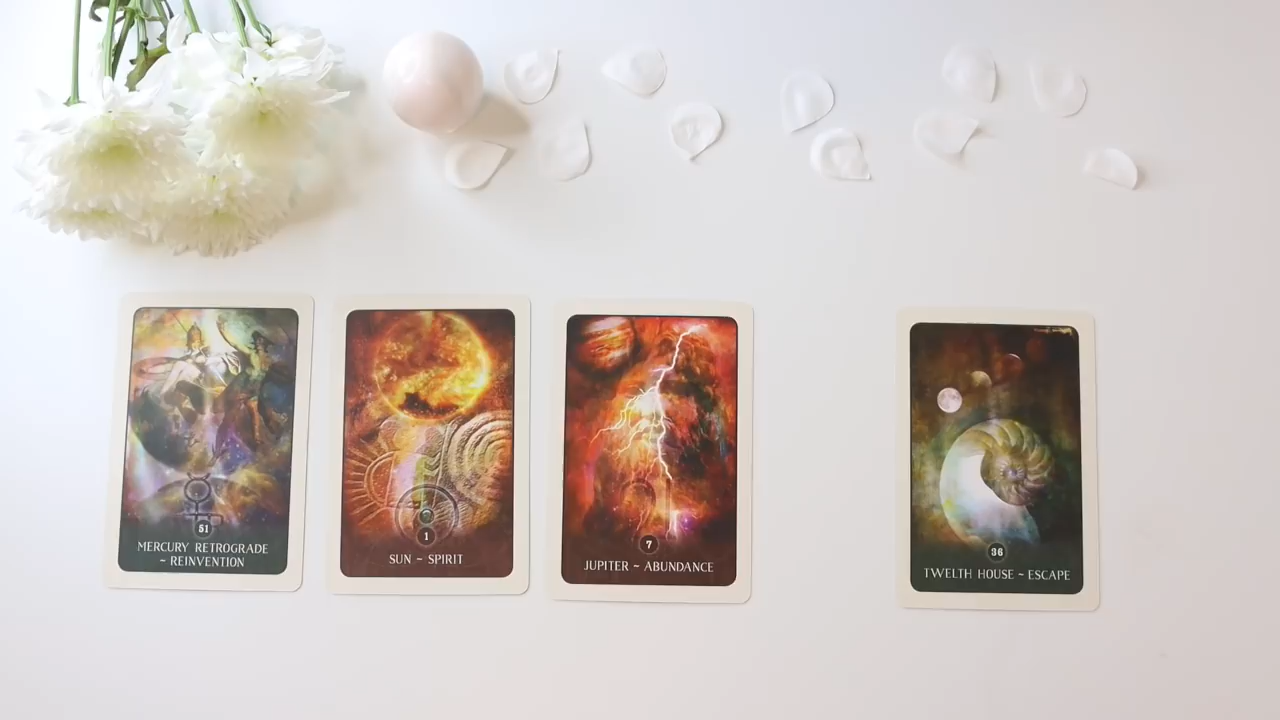 51
MERCURY RETROGRADE
~ REINVENTION
1
SUN ~ SPIRIT
7
JUPITER ~ ABUNDANCE
36
TWELTH HOUSE ~ ESCAPE